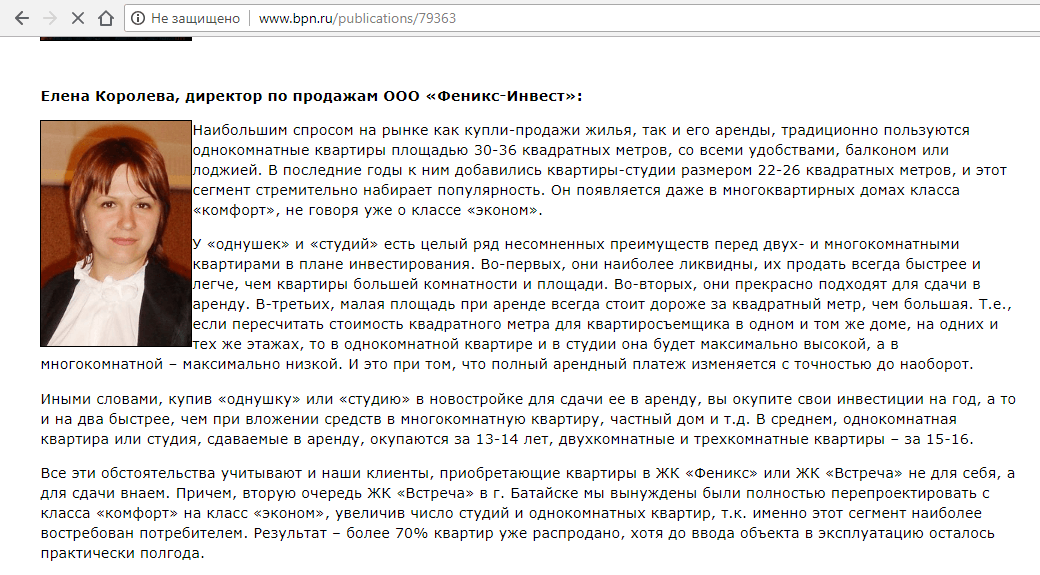 Не защищено www.bpn.ru/publications/79363
Елена Королева, директор по продажам ООО «Феникс-Инвест»:
Наибольшим спросом на рынке как купли-продажи жилья, так и его аренды, традиционно пользуются
однокомнатные квартиры площадью 30-36 квадратных метров, со всеми удобствами, балконом или
лоджией. В последние годы к ним добавились квартиры-студии размером 22-26 квадратных метров, и этот
сегмент стремительно набирает популярность. Он появляется даже в многоквартирных домах класса
«комфорт», не говоря уже о классе «эконом».
У «однушек» и «студий» есть целый ряд несомненных преимуществ перед двух- и многокомнатными
квартирами в плане инвестирования. Во-первых, они наиболее ликвидны, их продать всегда быстрее и
легче, чем квартиры большей комнатности и площади. Во-вторых, они прекрасно подходят для сдачи в
аренду. В-третьих, малая площадь при аренде всегда стоит дороже за квадратный метр, чем большая. Т.е.,
если пересчитать стоимость квадратного метра для квартиросъемщика в одном и том же доме, на одних и
тех же этажах, то в однокомнатной квартире и в студии она будет максимально высокой, а в
многокомнатной – максимально низкой. И это при том, что полный арендный платеж изменяется с точностью до наоборот.
Иными словами, купив «однушку» или «студию» в новостройке для сдачи ее в аренду, вы окупите свои инвестиции на год, а то
и на два быстрее, чем при вложении средств в многокомнатную квартиру, частный дом и т.д. В среднем, однокомнатная
квартира или студия, сдаваемые в аренду, окупаются за 13-14 лет, двухкомнатные и трехкомнатные квартиры – за 15-16.
Все эти обстоятельства учитывают и наши клиенты, приобретающие квартиры в ЖК «Феникс» или ЖК «Встреча» не для себя, а
для сдачи внаем. Причем, вторую очередь ЖК «Встреча» в г. Батайске мы вынуждены были полностью перепроектировать с
класса «комфорт» на класс «эконом», увеличив число студий и однокомнатных квартир, т.к. именно этот сегмент наиболее
востребован потребителем. Результат – более 70% квартир уже распродано, хотя до ввода объекта в эксплуатацию осталось
практически полгода.